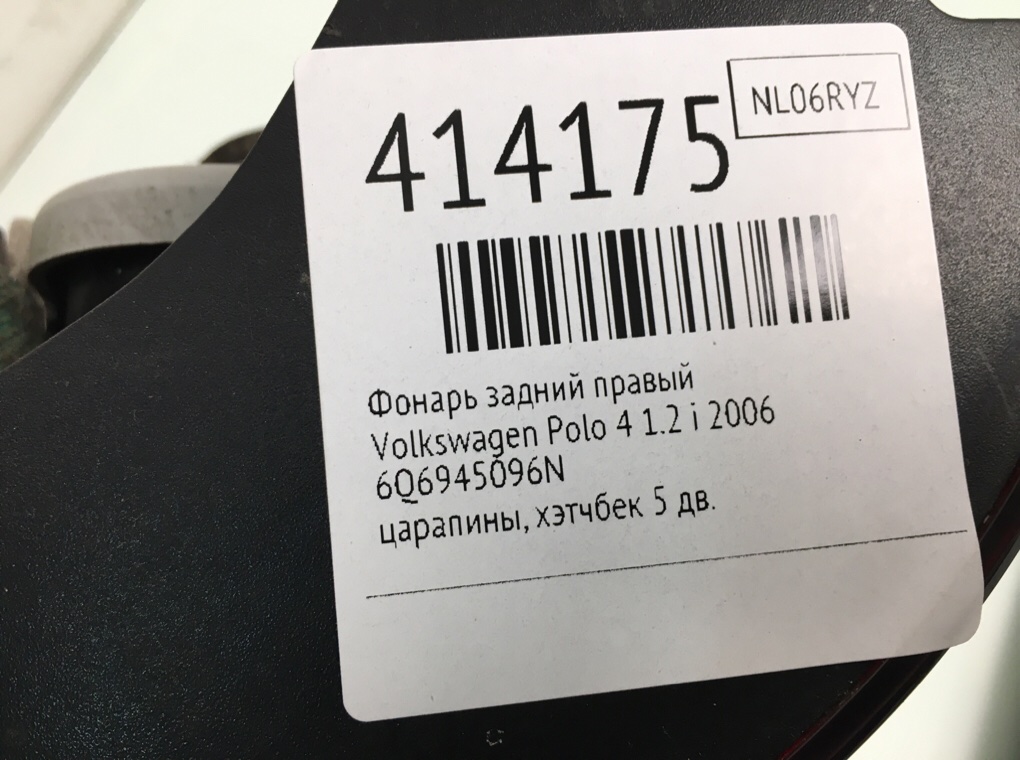 414175
NL06RYZ
Фонарь задний правый
Volkswagen Polo 4 1.2 i 2006
6Q6945096N
царапины, хэтчбек 5 дв.